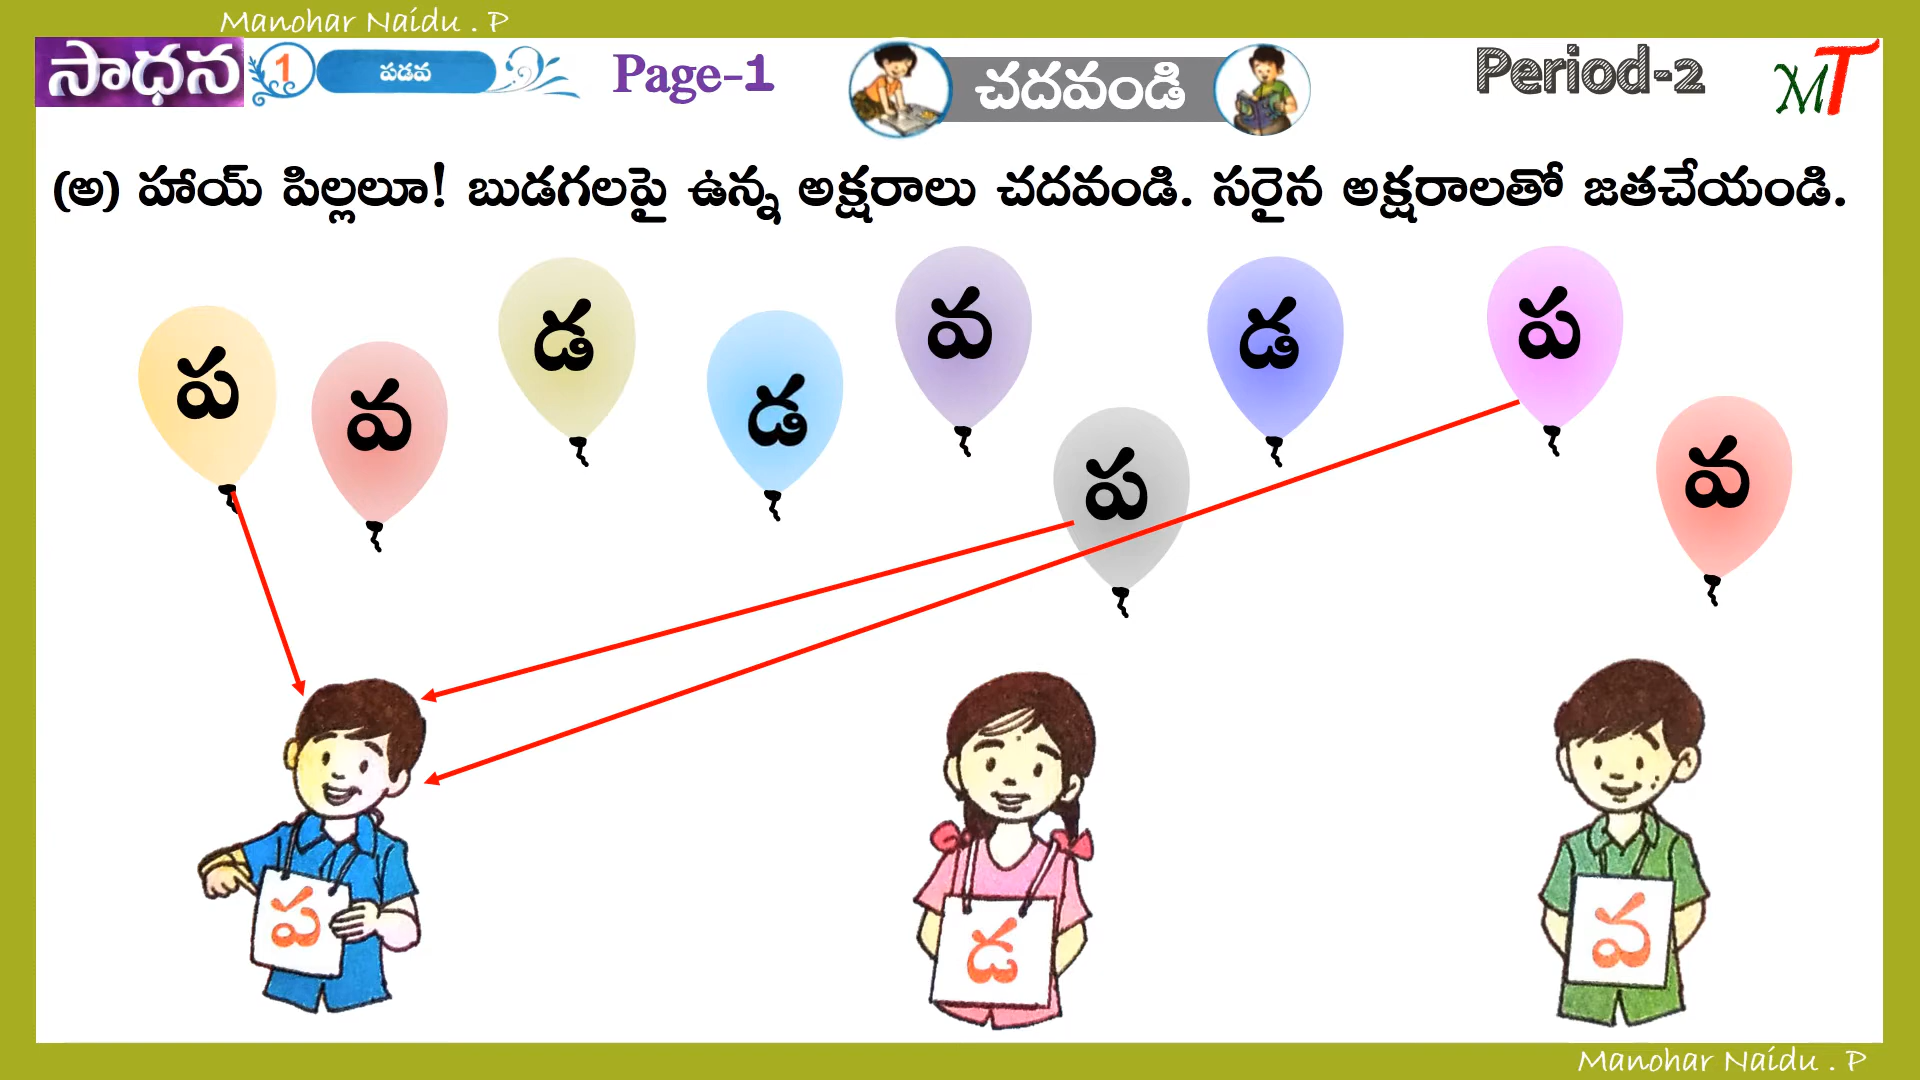 Manohar Naidu . P
సాధన 1 పడవ Page-1 చదవండి Period-2 MT
(అ) హాయ్ పిల్లలూ! బుడగలపై ఉన్న అక్షరాలు చదవండి. సరైన అక్షరాలతో జతచేయండి.
ప వ డ డ వ ప డ ప వ
ప డ వ
Manohar Naidu . P